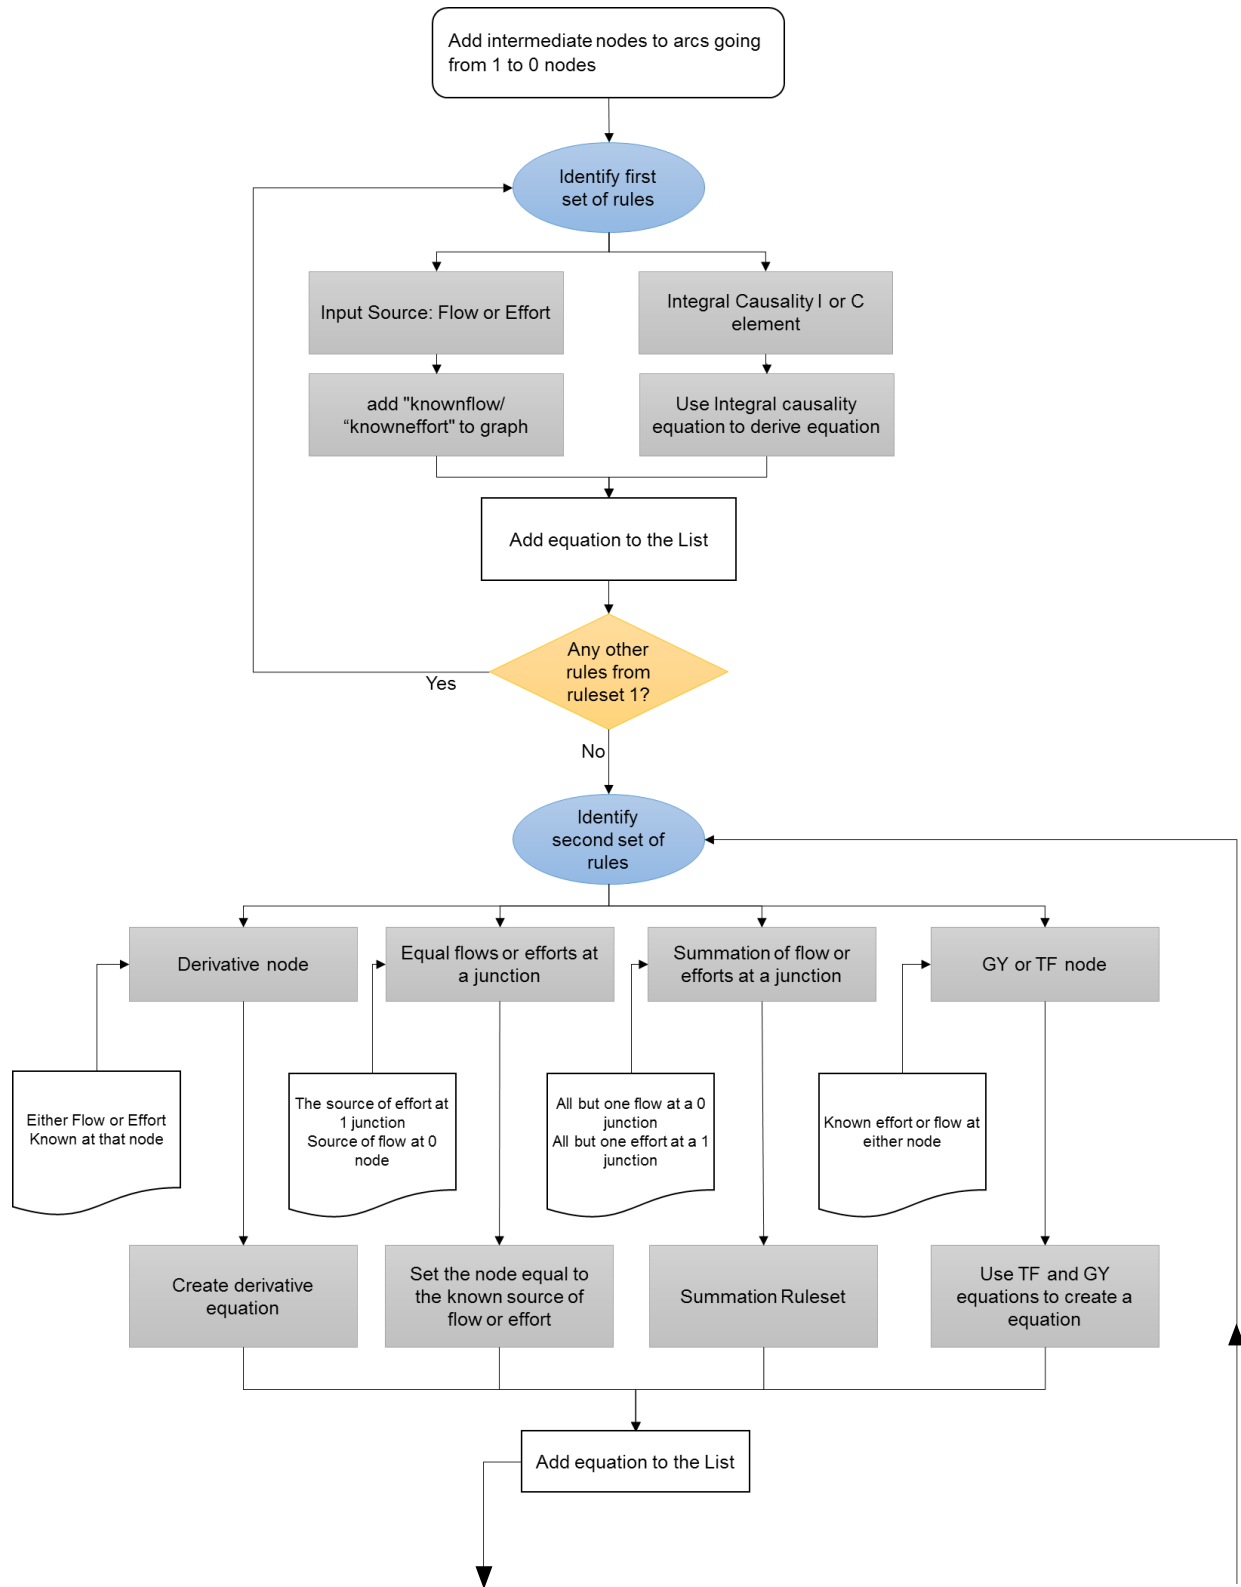 Add intermediate nodes to arcs going
from 1 to 0 nodes
Identify first
set of rules
Input Source: Flow or Effort
Integral Causality I or C
element
add "knownflow/
“knowneffort" to graph
Use Integral causality
equation to derive equation
Add equation to the List
Any other
rules from
ruleset 1?
Yes
No
Identify
second set of
rules
Derivative node
Equal flows or efforts at
a junction
Summation of flow or
efforts at a junction
GY or TF node
Either Flow or Effort
Known at that node
The source of effort at
1 junction
Source of flow at 0
node
All but one flow at a 0
junction
All but one effort at a 1
junction
Known effort or flow at
either node
Create derivative
equation
Set the node equal to
the known source of
flow or effort
Summation Ruleset
Use TF and GY
equations to create a
equation
Add equation to the List